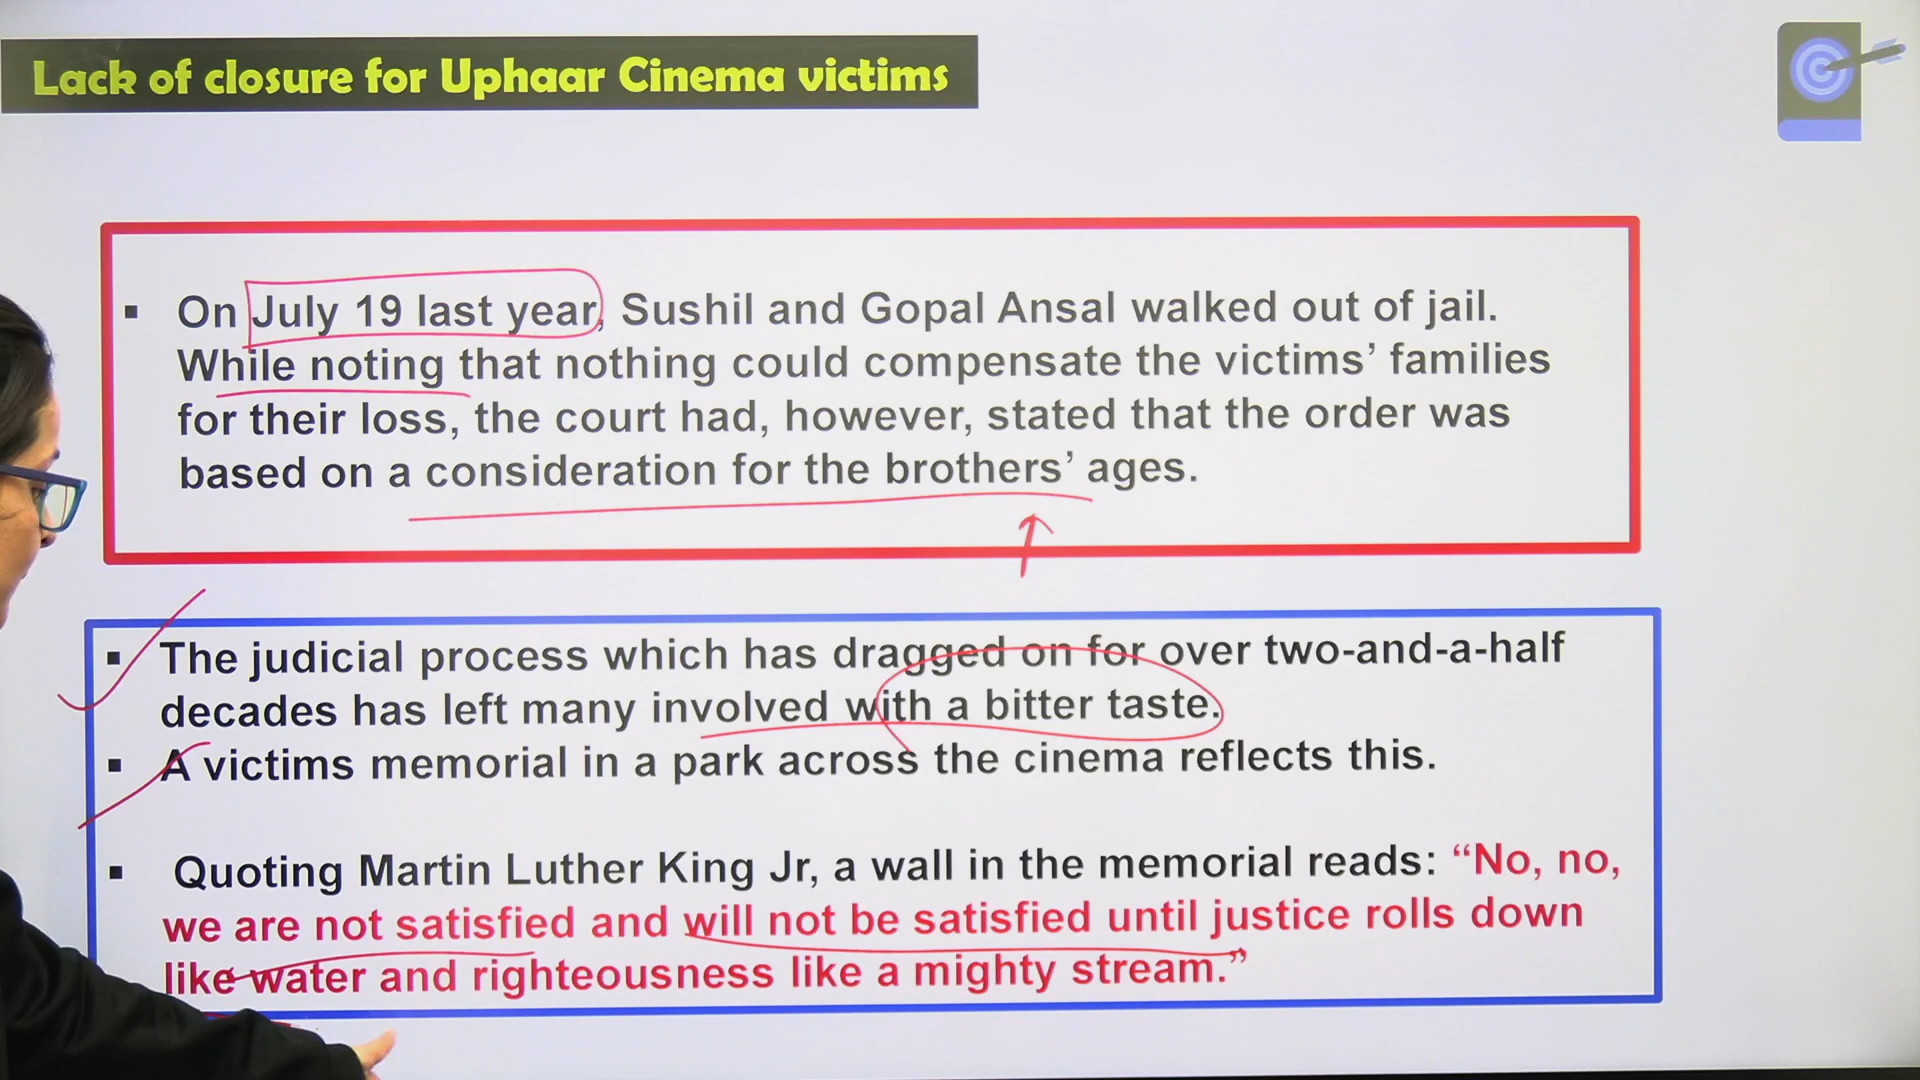 Lack of closure for Uphaar Cinema victims
▪ On July 19 last year, Sushil and Gopal Ansal walked out of jail.
While noting that nothing could compensate the victims’ families
for their loss, the court had, however, stated that the order was
based on a consideration for the brothers’ ages.
▪ The judicial process which has dragged on for over two-and-a-half
decades has left many involved with a bitter taste.
▪ A victims memorial in a park across the cinema reflects this.
▪ Quoting Martin Luther King Jr, a wall in the memorial reads: “No, no,
we are not satisfied and will not be satisfied until justice rolls down
like water and righteousness like a mighty stream.”